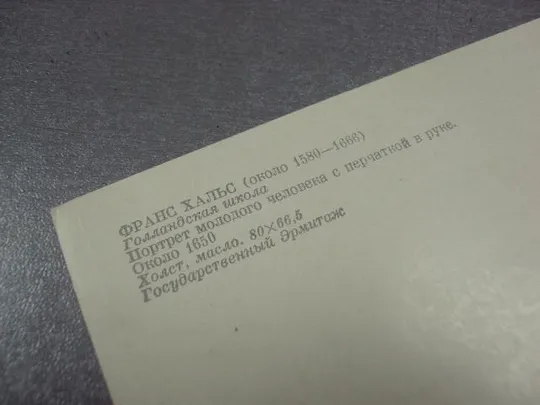 ФРАНС ХАЛЬС (около 1580—1666)
Голландская школа
Портрет молодого человека с перчаткой в руке.
Около 1650
Холст, масло. 80×66,5
Государственный Эрмитаж